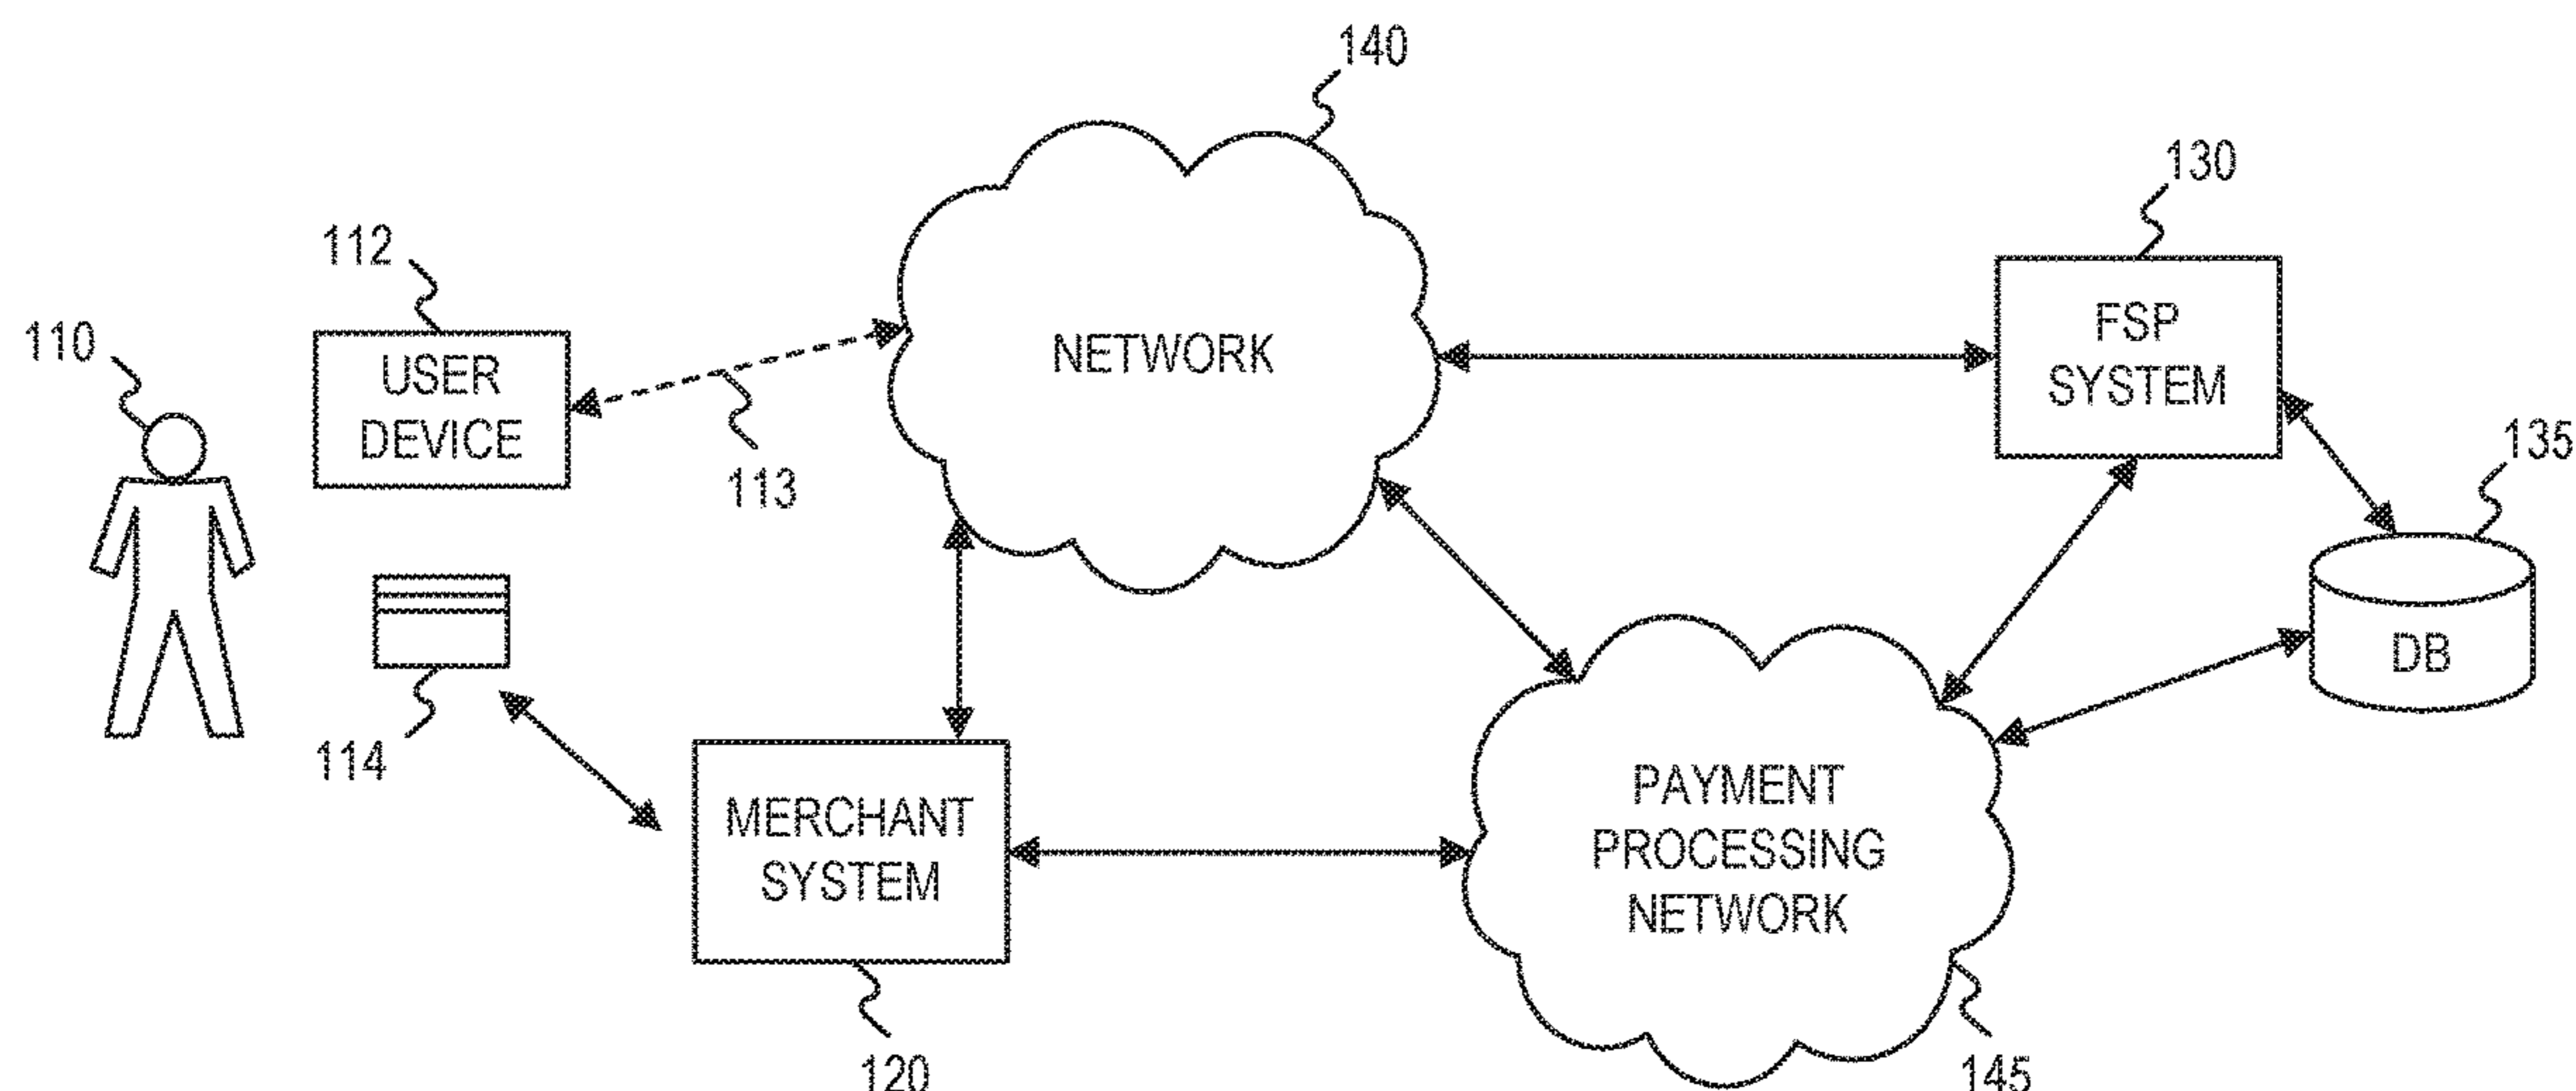 140
130
112
USER
DEVICE
110
113
NETWORK
FSP
SYSTEM
135
DB
114
MERCHANT
SYSTEM
120
PAYMENT
PROCESSING
NETWORK
145